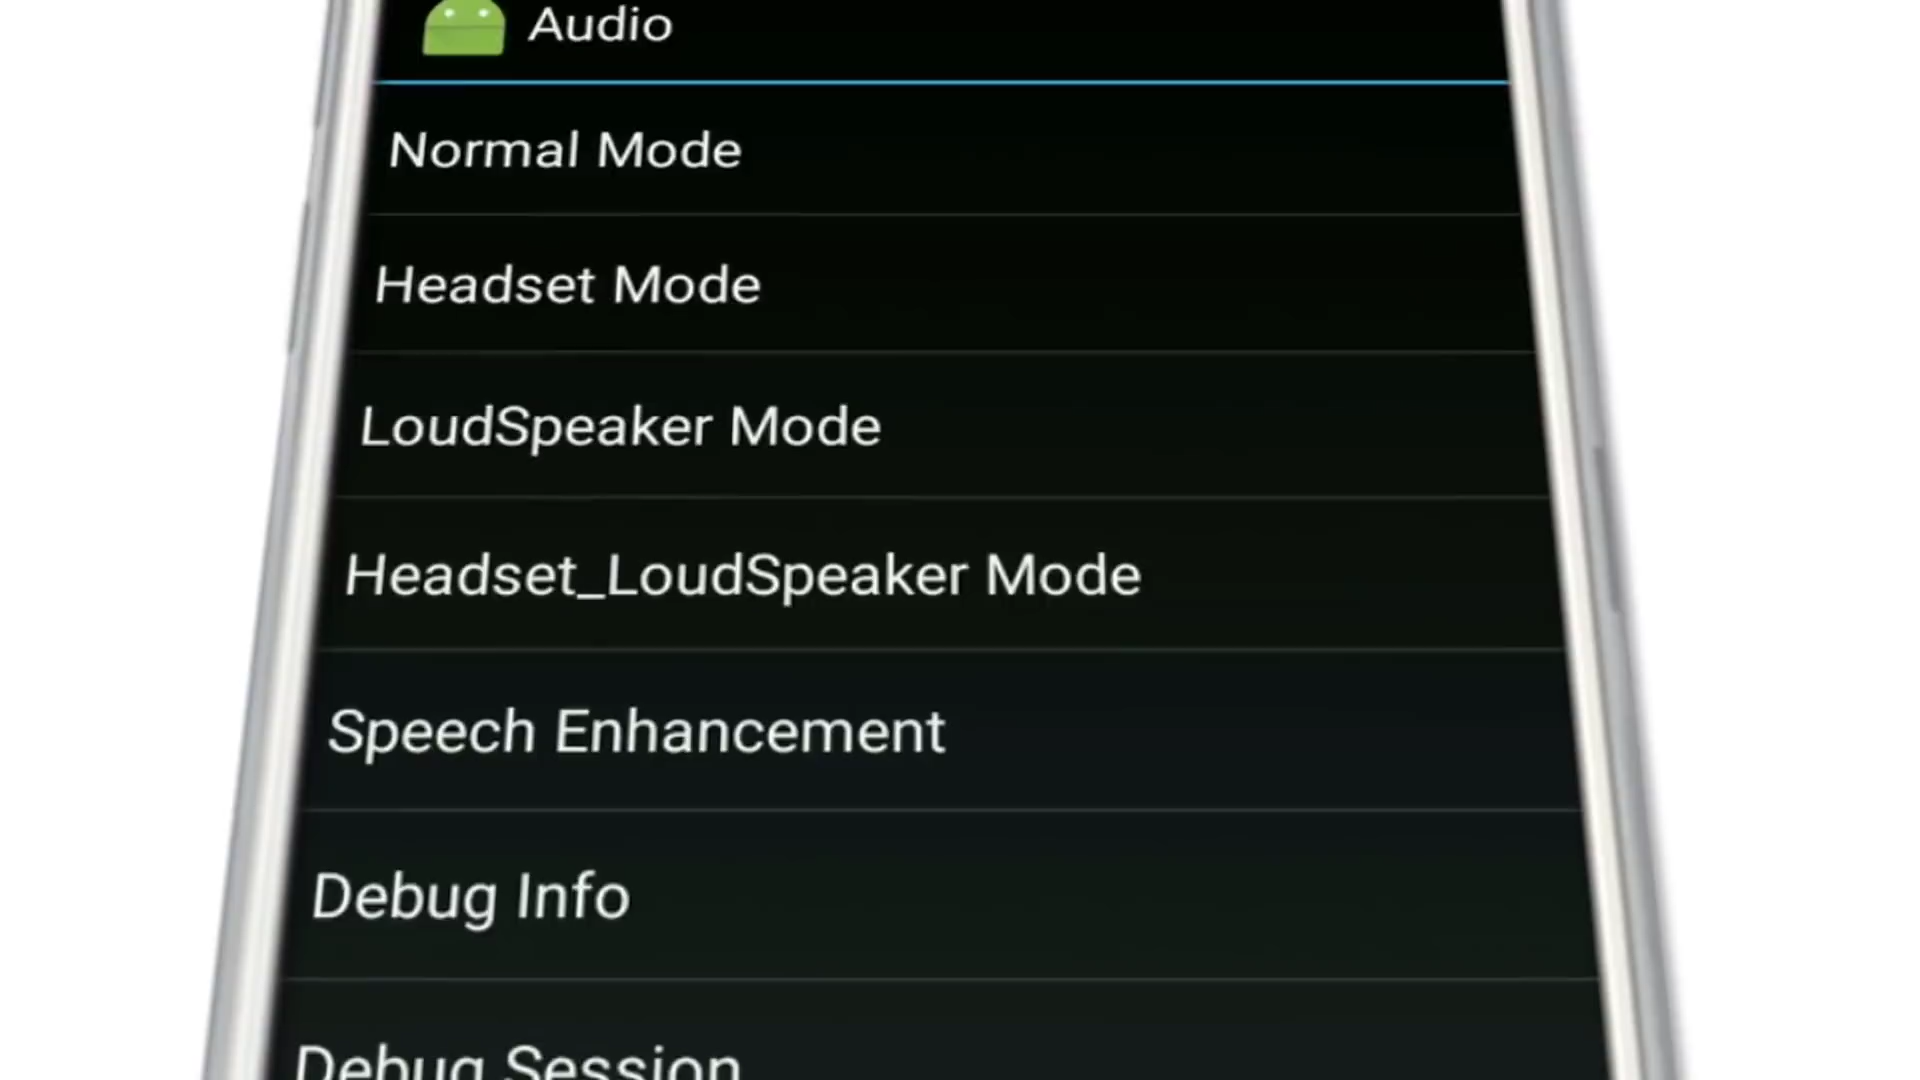 Audio
Normal Mode
Headset Mode
LoudSpeaker Mode
Headset_LoudSpeaker Mode
Speech Enhancement
Debug Info
Debug Session